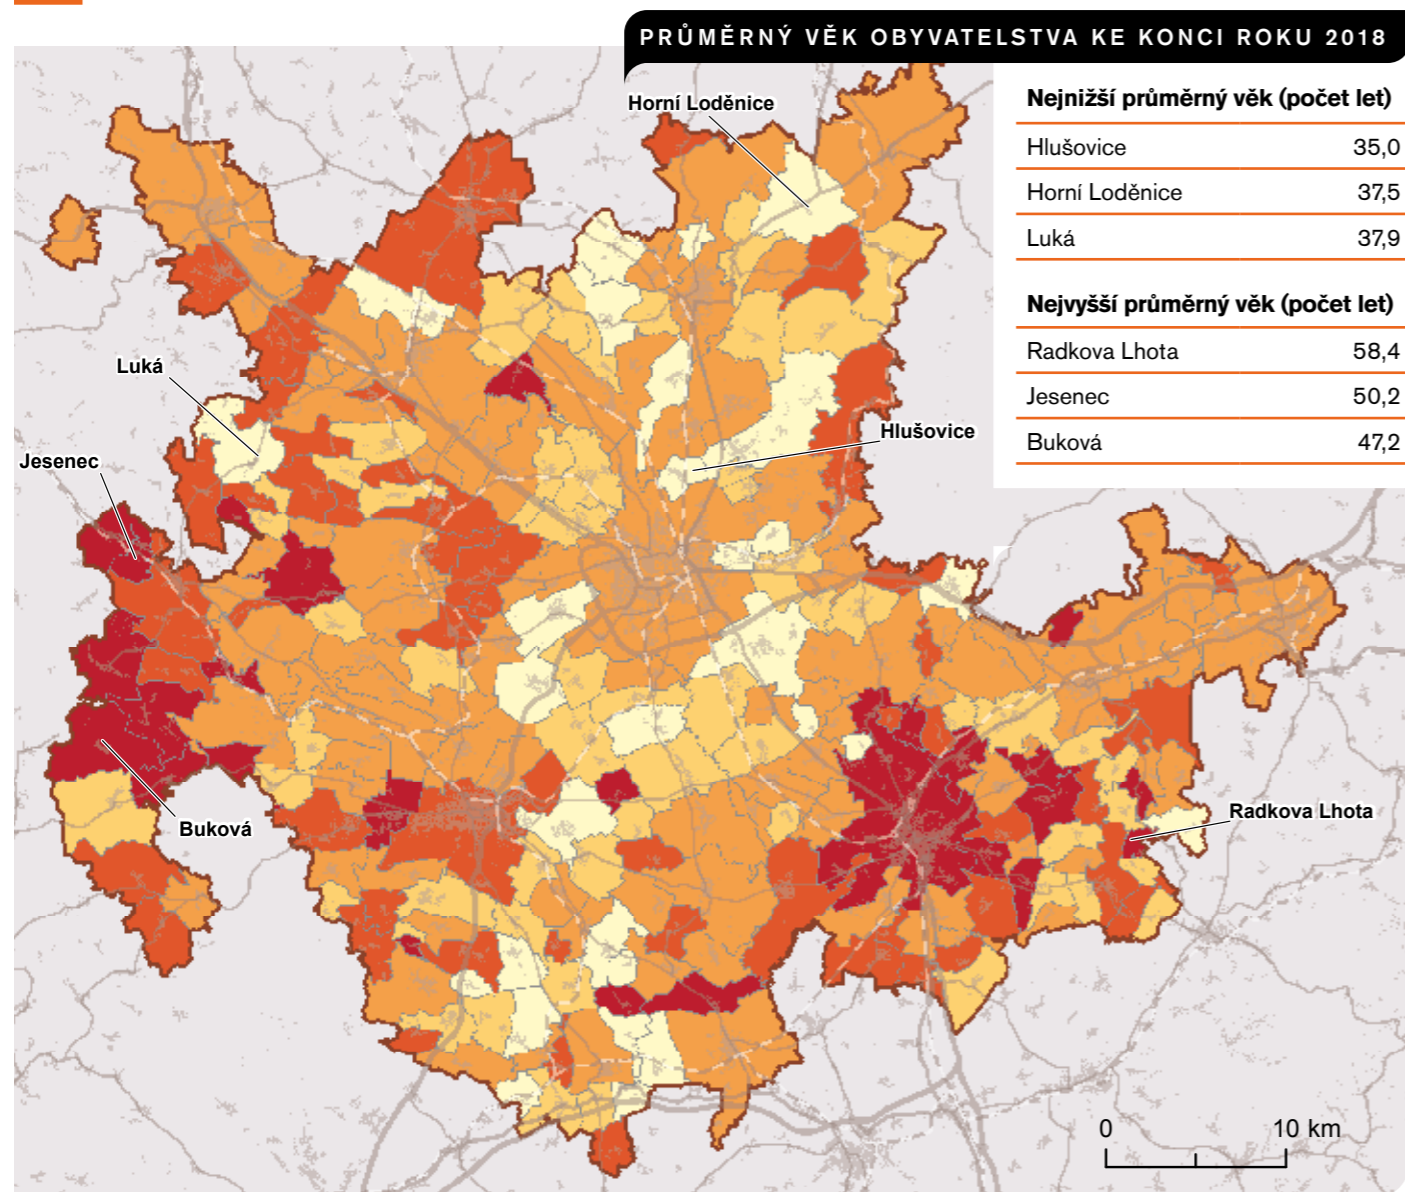 PRŮMĚRNÝ VĚK OBYVATELSTVA KE KONCI ROKU 2018
Nejnižší průměrný věk (počet let)
Hlušovice 35,0
Horní Loděnice 37,5
Luká 37,9
Nejvyšší průměrný věk (počet let)
Radkova Lhota 58,4
Jesenec 50,2
Buková 47,2
Horní Loděnice
Luká
Hlušovice
Jesenec
Radkova Lhota
Buková
0 10 km